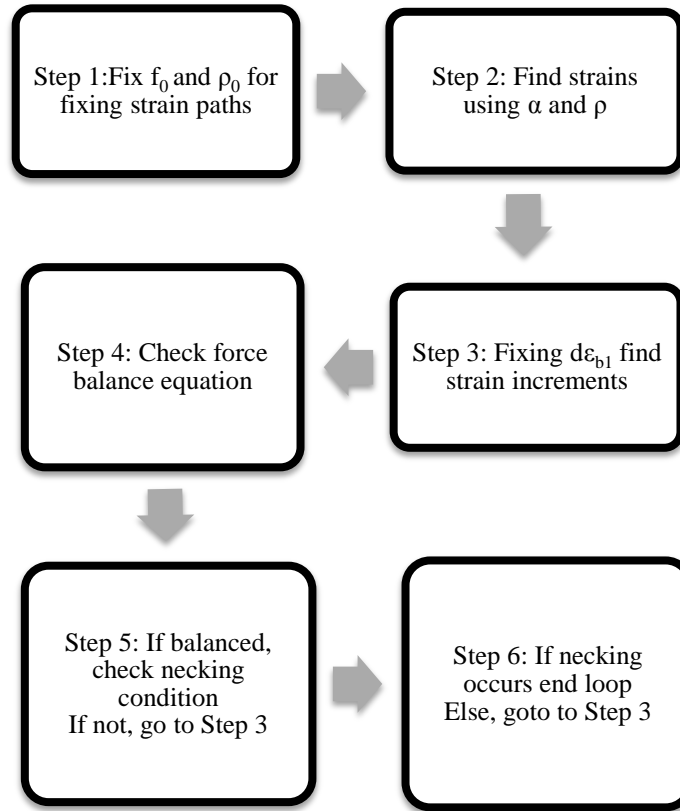 Step 1:Fix f₀ and ρ₀ for
fixing strain paths
Step 2: Find strains
using α and ρ
Step 3: Fixing dε_b1 find
strain increments
Step 4: Check force
balance equation
Step 5: If balanced,
check necking
condition
If not, go to Step 3
Step 6: If necking
occurs end loop
Else, goto to Step 3